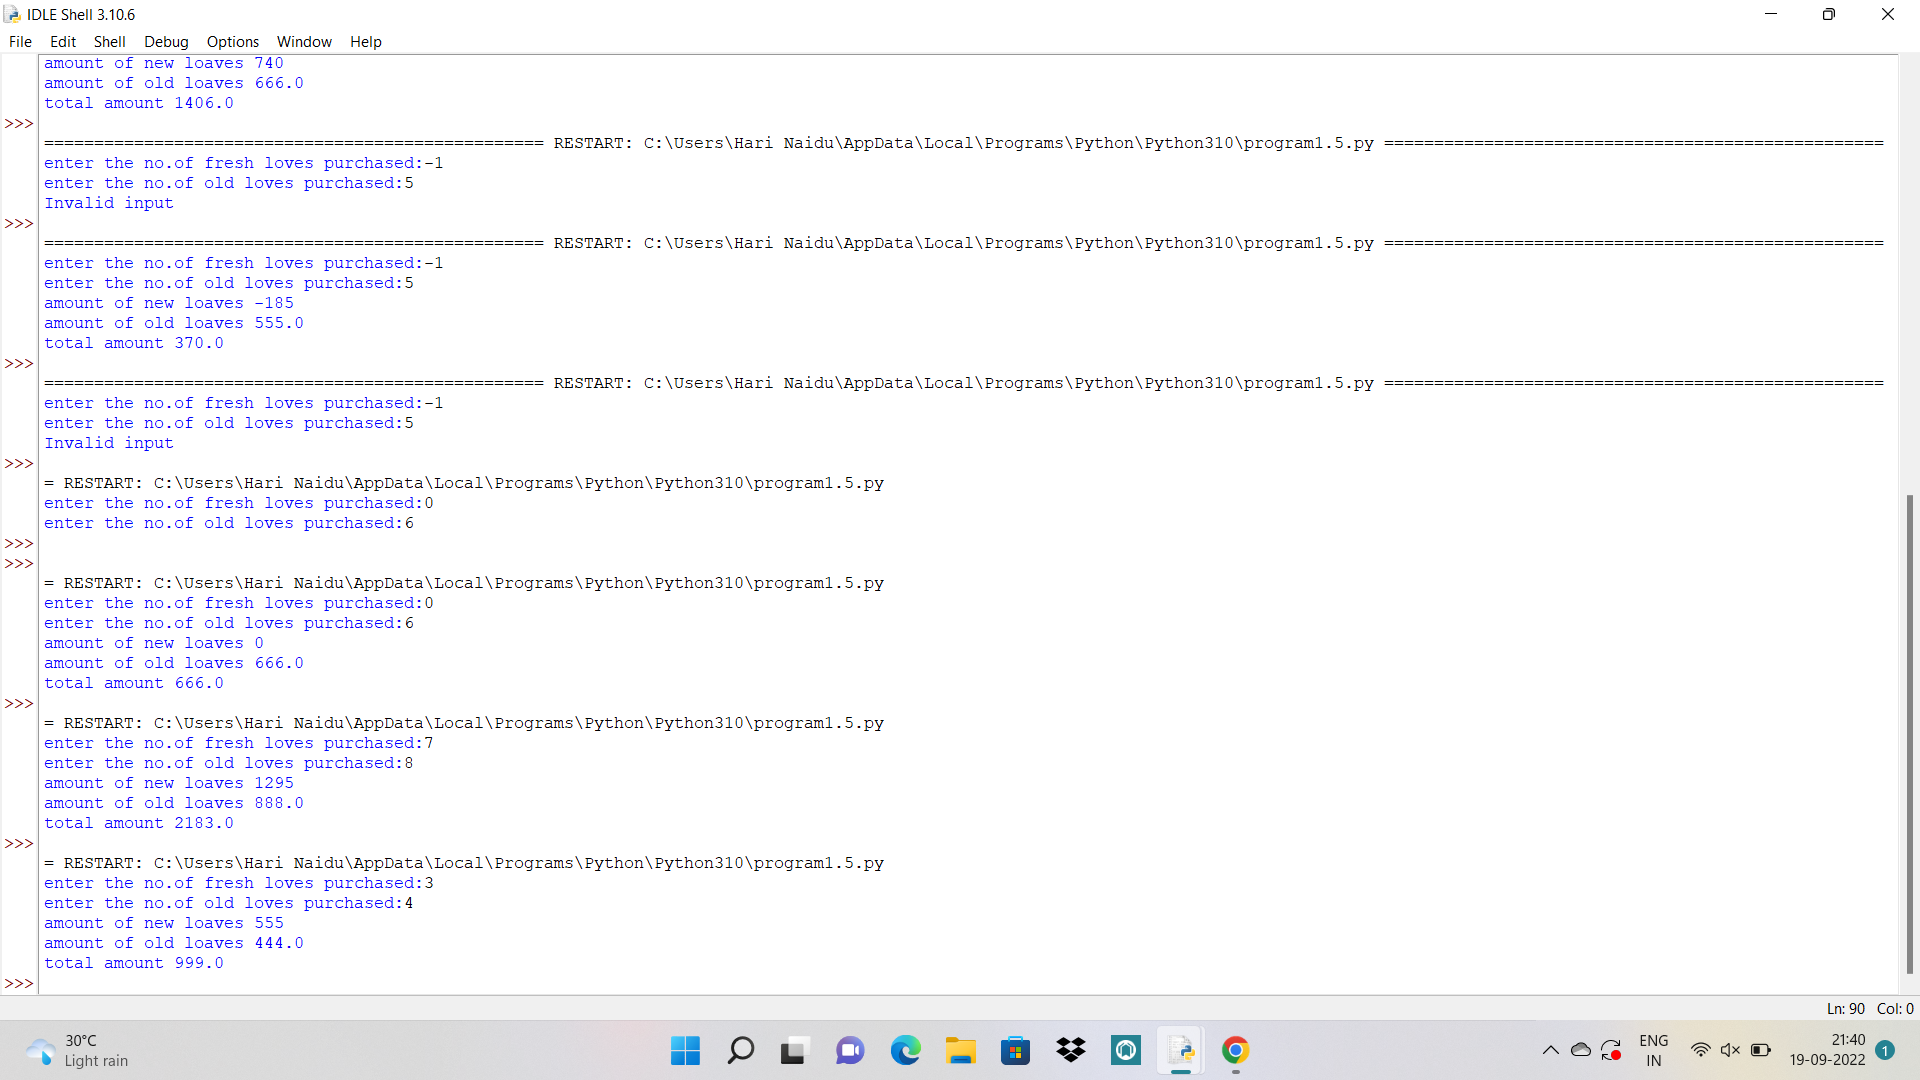 IDLE Shell 3.10.6
File Edit Shell Debug Options Window Help
amount of new loaves 740
amount of old loaves 666.0
total amount 1406.0
>>>
================================================== RESTART: C:\Users\Hari Naidu\AppData\Local\Programs\Python\Python310\program1.5.py ==================================================
enter the no.of fresh loves purchased:-1
enter the no.of old loves purchased:5
Invalid input
>>>
================================================== RESTART: C:\Users\Hari Naidu\AppData\Local\Programs\Python\Python310\program1.5.py ==================================================
enter the no.of fresh loves purchased:-1
enter the no.of old loves purchased:5
amount of new loaves -185
amount of old loaves 555.0
total amount 370.0
>>>
================================================== RESTART: C:\Users\Hari Naidu\AppData\Local\Programs\Python\Python310\program1.5.py ==================================================
enter the no.of fresh loves purchased:-1
enter the no.of old loves purchased:5
Invalid input
>>>
= RESTART: C:\Users\Hari Naidu\AppData\Local\Programs\Python\Python310\program1.5.py
enter the no.of fresh loves purchased:0
enter the no.of old loves purchased:6
>>>
>>>
= RESTART: C:\Users\Hari Naidu\AppData\Local\Programs\Python\Python310\program1.5.py
enter the no.of fresh loves purchased:0
enter the no.of old loves purchased:6
amount of new loaves 0
amount of old loaves 666.0
total amount 666.0
>>>
= RESTART: C:\Users\Hari Naidu\AppData\Local\Programs\Python\Python310\program1.5.py
enter the no.of fresh loves purchased:7
enter the no.of old loves purchased:8
amount of new loaves 1295
amount of old loaves 888.0
total amount 2183.0
>>>
= RESTART: C:\Users\Hari Naidu\AppData\Local\Programs\Python\Python310\program1.5.py
enter the no.of fresh loves purchased:3
enter the no.of old loves purchased:4
amount of new loaves 555
amount of old loaves 444.0
total amount 999.0
>>>
Ln: 90 Col: 0
30°C
Light rain
ENG
IN
21:40
19-09-2022
1